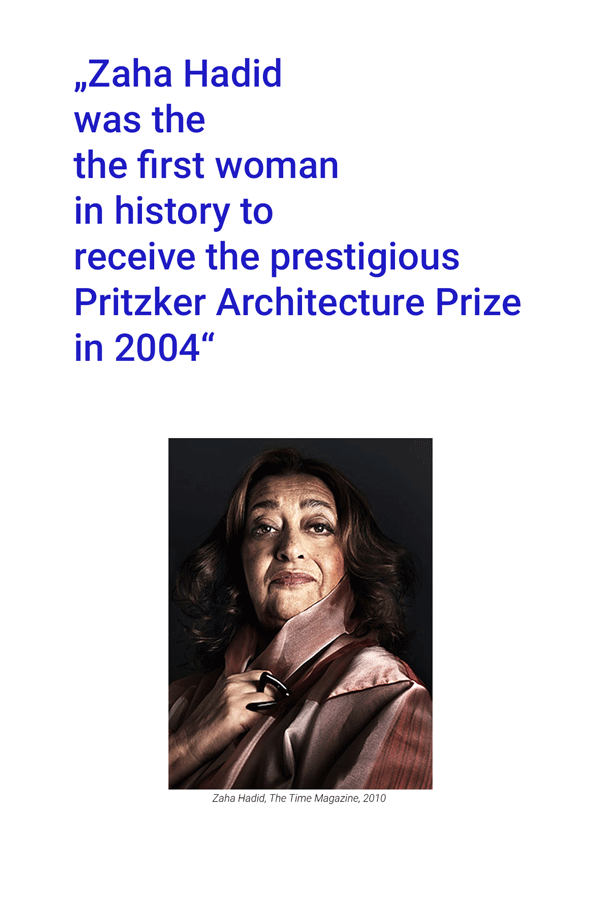 „Zaha Hadid
was the
the first woman
in history to
receive the prestigious
Pritzker Architecture Prize
in 2004“
Zaha Hadid, The Time Magazine, 2010